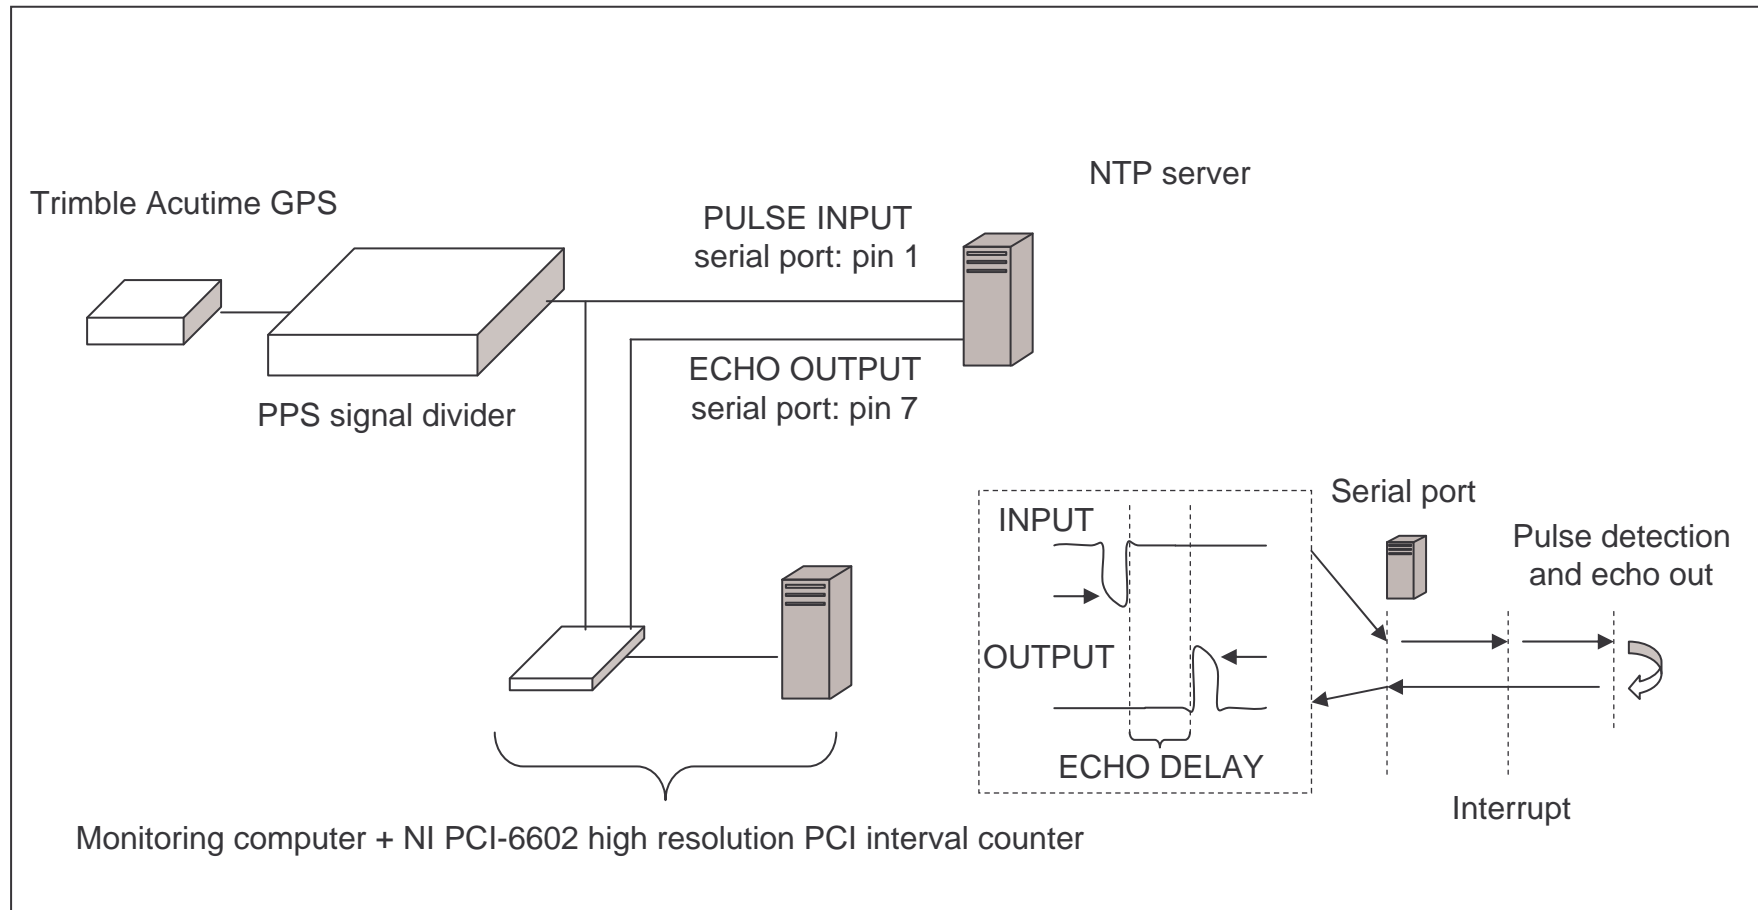 NTP server
Trimble Acutime GPS
PULSE INPUT
serial port: pin 1
ECHO OUTPUT
serial port: pin 7
PPS signal divider
Serial port
INPUT
Pulse detection
and echo out
OUTPUT
ECHO DELAY
Interrupt
Monitoring computer + NI PCI-6602 high resolution PCI interval counter